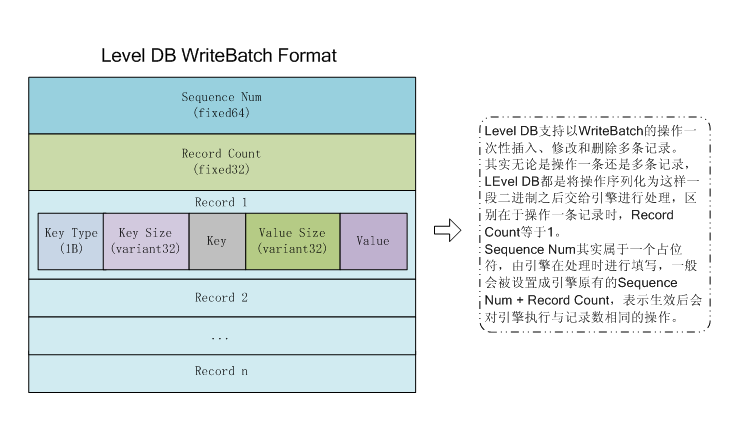 Level DB WriteBatch Format
Sequence Num
(fixed64)
Record Count
(fixed32)
Record 1
Key Type
(1B)
Key Size
(variant32)
Key
Value Size
(variant32)
Value
Record 2
...
Record n
Level DB支持以WriteBatch的操作一
次性插入、修改和删除多条记录。
其实无论是操作一条还是多条记录，
LEvel DB都是将操作序列化为这样一
段二进制之后交给引擎进行处理，区
别在于操作一条记录时，Record
Count等于1。
Sequence Num其实属于一个占位
符，由引擎在处理时进行填写，一般
会被设置成引擎原有的Sequence
Num + Record Count，表示生效后会
对引擎执行与记录数相同的操作。